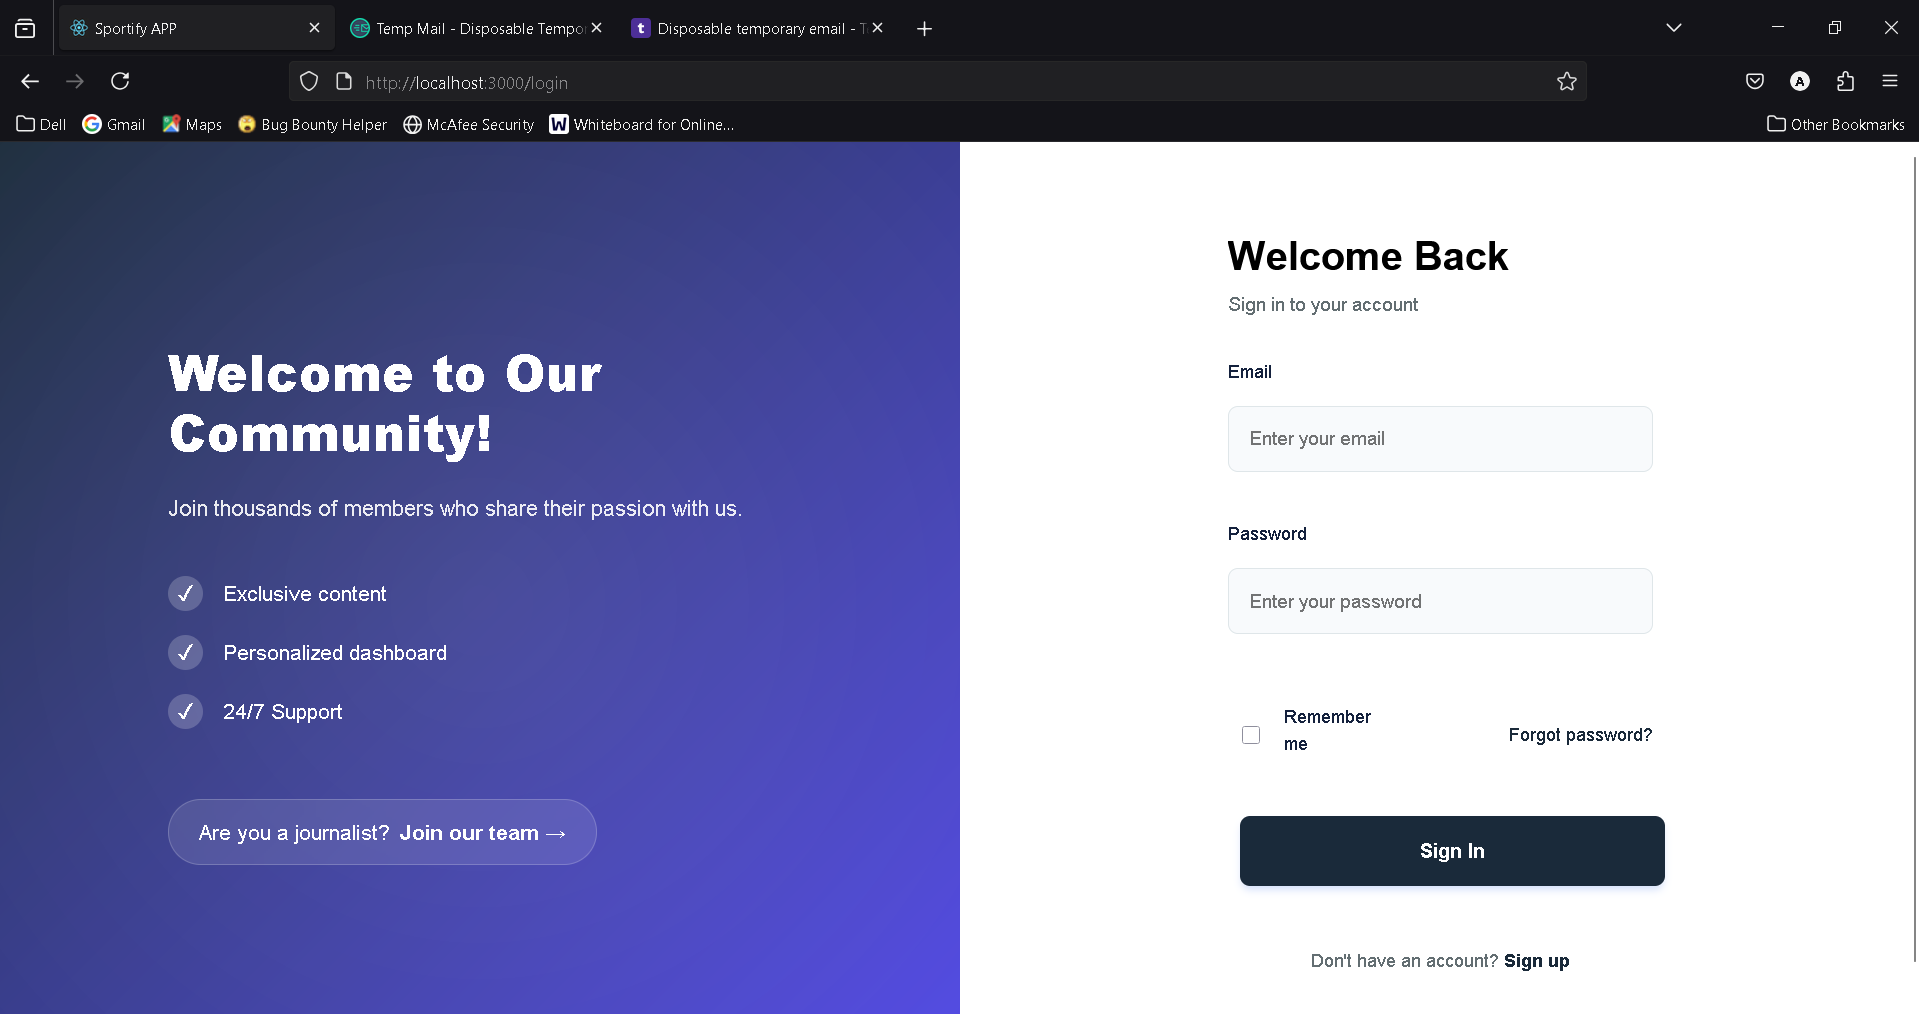 Sportify APP
Temp Mail - Disposable Tempor
Disposable temporary email - T
http://localhost:3000/login
A
Dell
Gmail
Maps
Bug Bounty Helper
McAfee Security
Whiteboard for Online...
Other Bookmarks
Welcome to Our
Community!
Join thousands of members who share their passion with us.
✓ Exclusive content
✓ Personalized dashboard
✓ 24/7 Support
Are you a journalist? Join our team →
Welcome Back
Sign in to your account
Email
Enter your email
Password
Enter your password
Remember
me
Forgot password?
Sign In
Don't have an account? Sign up